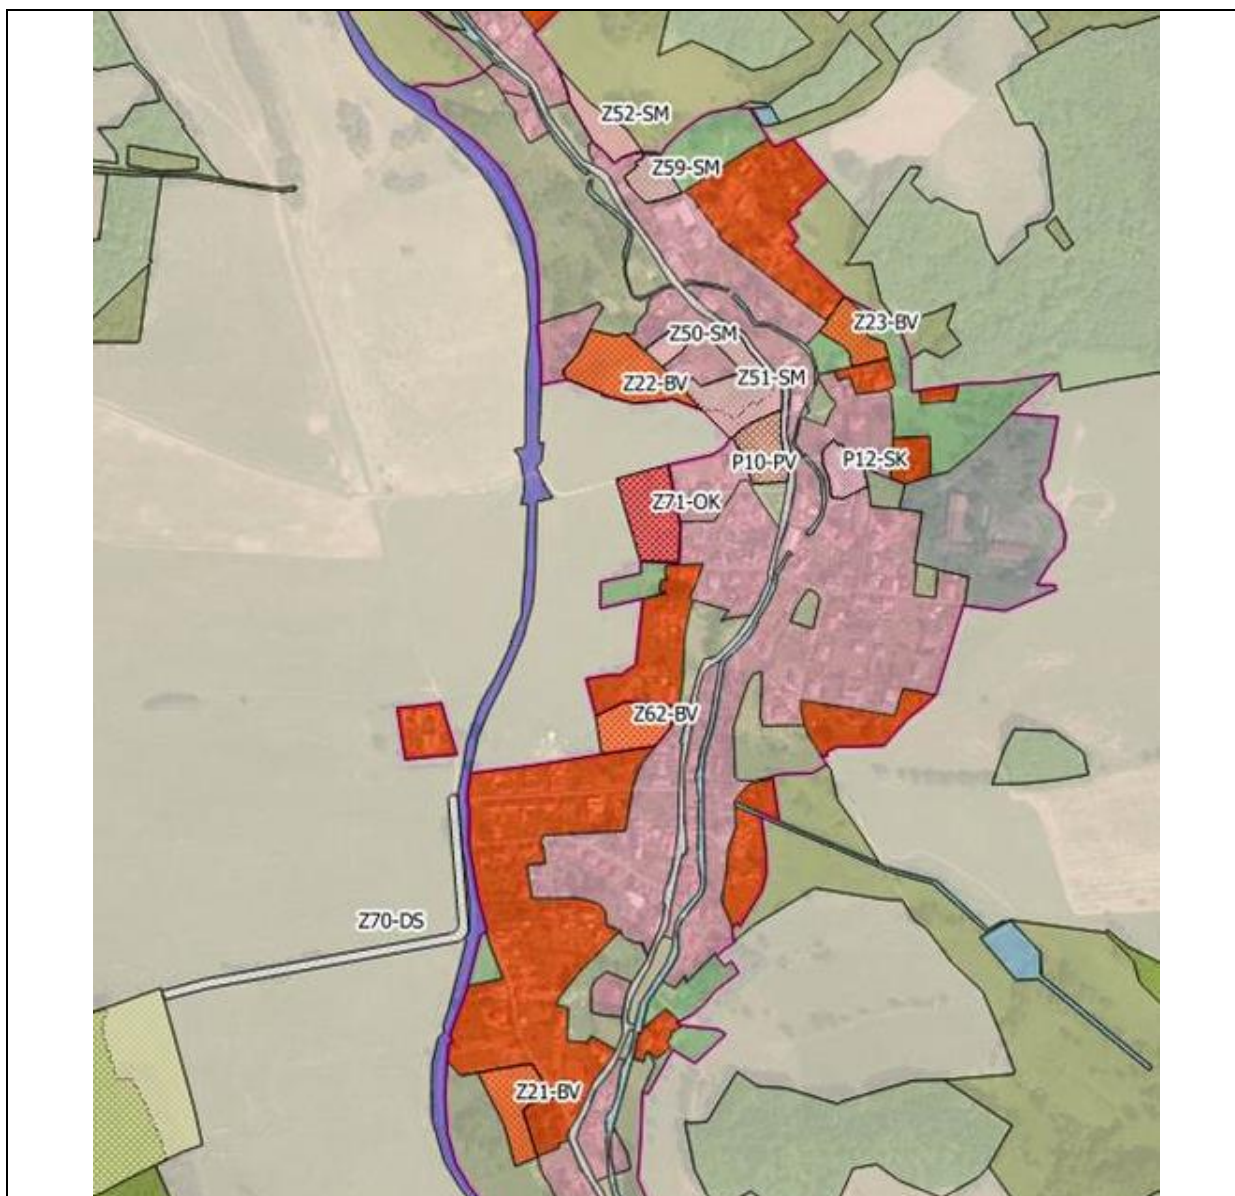 Z52-SM
Z59-SM
Z23-BV
Z50-SM
Z51-SM
Z22-BV
P10-PV
P12-SK
Z71-OK
Z62-BV
Z70-DS
Z21-BV